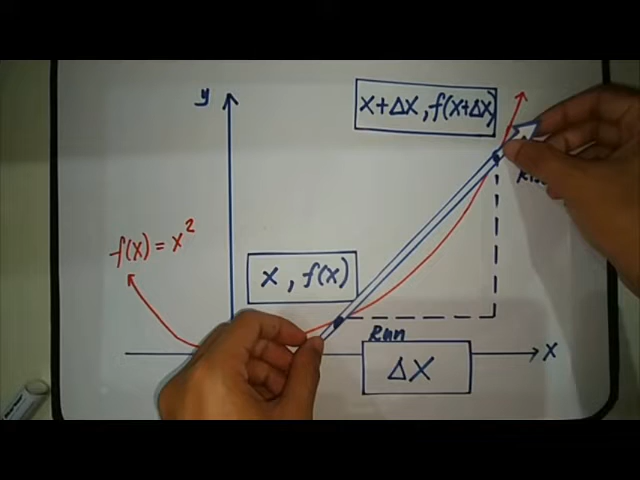 y
x+Δx, f(x+Δx)
f(x) = x²
x , f(x)
Run
Δx
x